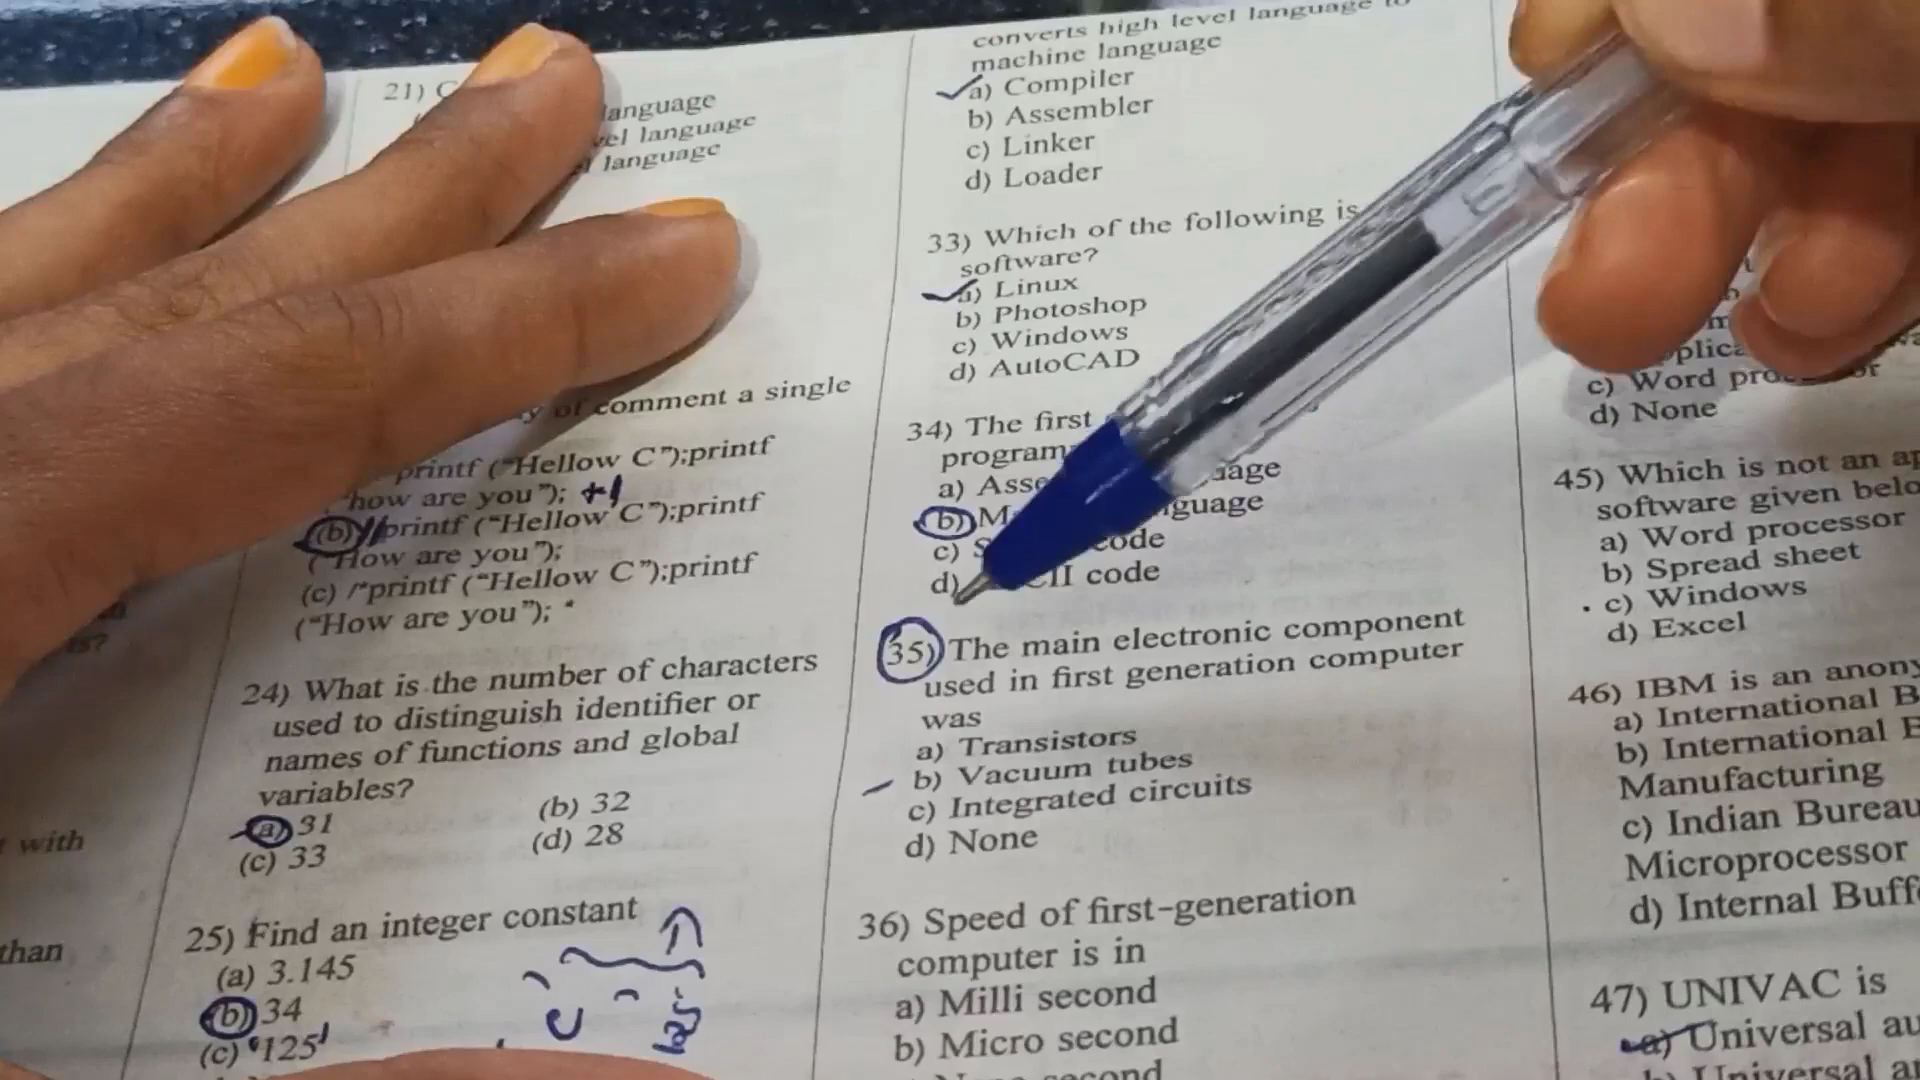 21)
language
vel language
language
comment a single
printf ("Hellow C");printf
"how are you"); +1
(b) //printf ("Hellow C");printf
("How are you");
(c) /*printf ("Hellow C");printf
("How are you"); *
24) What is the number of characters
used to distinguish identifier or
names of functions and global
variables?
(a) 31 (b) 32
(c) 33 (d) 28
25) Find an integer constant
(a) 3.145
(b) 34
(c) '125'
with
than
converts high level language to
machine language
a) Compiler
b) Assembler
c) Linker
d) Loader
33) Which of the following is
software?
a) Linux
b) Photoshop
c) Windows
d) AutoCAD
34) The first
program
a)
b)
c) code
d) code
35) The main electronic component
used in first generation computer
was
a) Transistors
b) Vacuum tubes
c) Integrated circuits
d) None
36) Speed of first-generation
computer is in
a) Milli second
b) Micro second
second
c) Word
d) None
45) Which is not an
software given
a) Word processor
b) Spread sheet
c) Windows
d) Excel
46) IBM is an
a) International
b) International
Manufacturing
c) Indian
Microprocessor
d) Internal
47) UNIVAC is
a) Universal
b) Universal